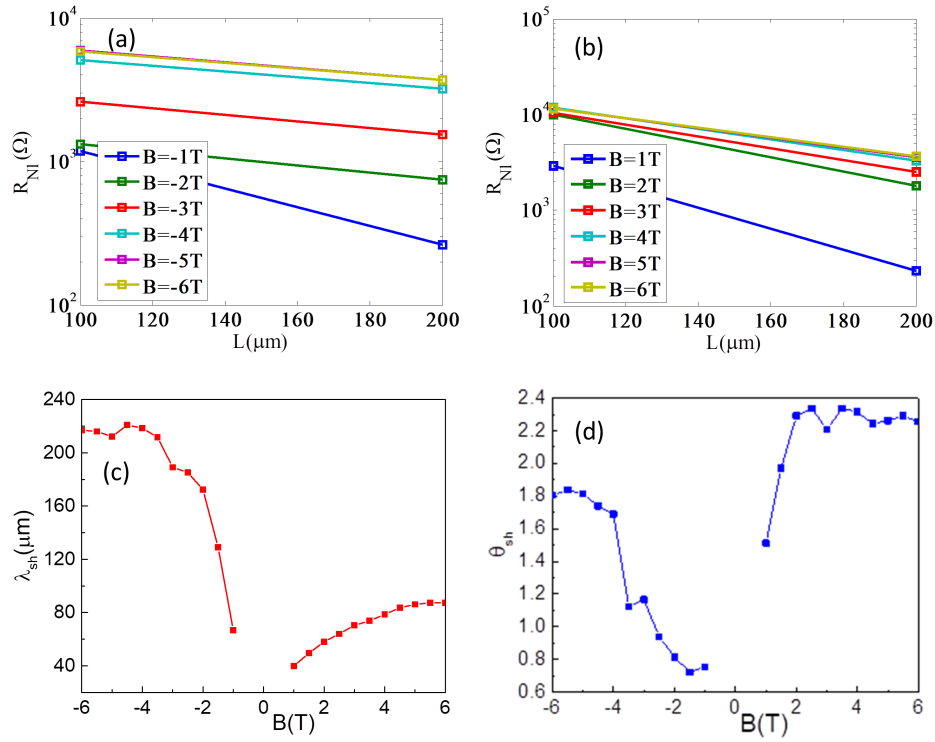 (a)
10⁴
10³
10²
R_Nl(Ω)
B=-1T
B=-2T
B=-3T
B=-4T
B=-5T
B=-6T
100 120 140 160 180 200
L(μm)
(b)
10⁵
10⁴
10³
10²
R_Nl(Ω)
B=1T
B=2T
B=3T
B=4T
B=5T
B=6T
100 120 140 160 180 200
L(μm)
(c)
240
200
160
120
80
40
λ_sh(μm)
-6 -4 -2 0 2 4 6
B(T)
(d)
2.4
2.2
2.0
1.8
1.6
1.4
1.2
1.0
0.8
0.6
θ_sh
-6 -4 -2 0 2 4 6
B(T)